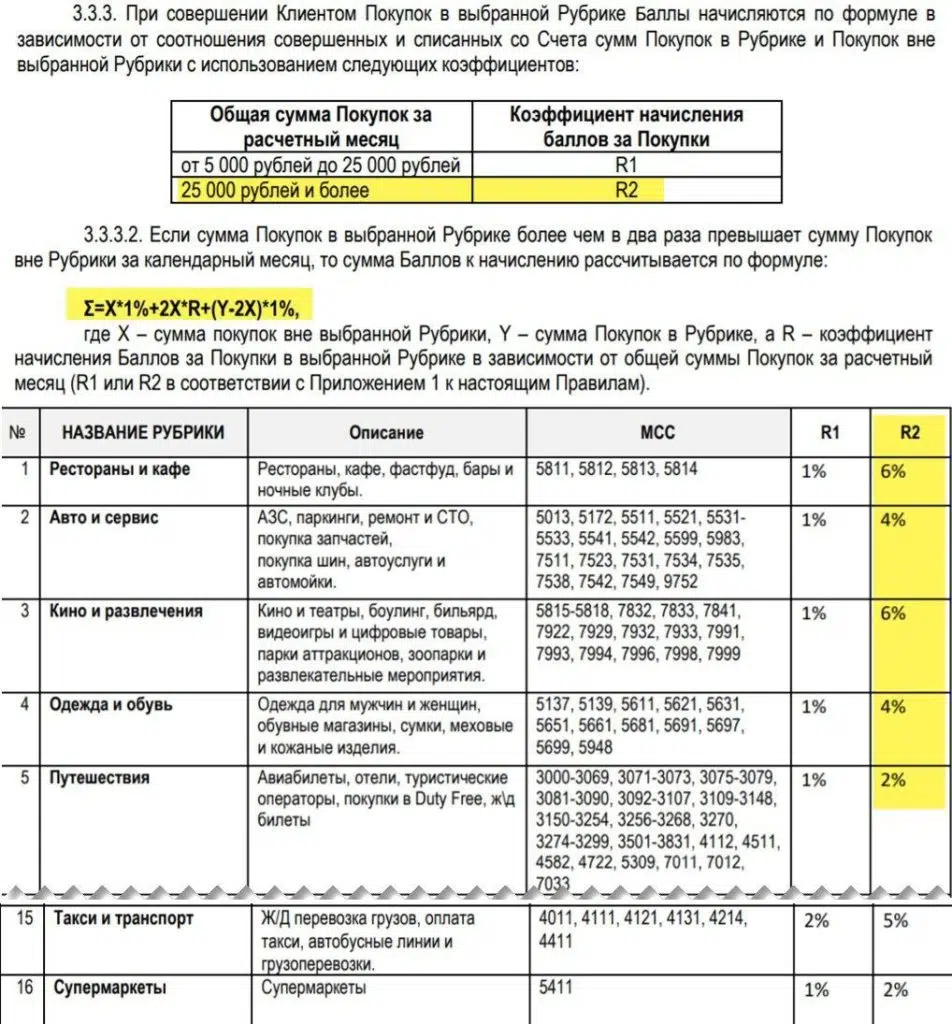 3.3.3. При совершении Клиентом Покупок в выбранной Рубрике Баллы начисляются по формуле в
зависимости от соотношения совершенных и списанных со Счета сумм Покупок в Рубрике и Покупок вне
выбранной Рубрики с использованием следующих коэффициентов:
Общая сумма Покупок за
расчетный месяц
Коэффициент начисления
баллов за Покупки
от 5 000 рублей до 25 000 рублей
R1
25 000 рублей и более
R2
3.3.3.2. Если сумма Покупок в выбранной Рубрике более чем в два раза превышает сумму Покупок
вне Рубрики за календарный месяц, то сумма Баллов к начислению рассчитывается по формуле:
Σ=X*1%+2X*R+(Y-2X)*1%,
где X – сумма покупок вне выбранной Рубрики, Y – сумма Покупок в Рубрике, а R – коэффициент
начисления Баллов за Покупки в выбранной Рубрике в зависимости от общей суммы Покупок за расчетный
месяц (R1 или R2 в соответствии с Приложением 1 к настоящим Правилам).
№
НАЗВАНИЕ РУБРИКИ
Описание
МСС
R1
R2
1
Рестораны и кафе
Рестораны, кафе, фастфуд, бары и
ночные клубы.
5811, 5812, 5813, 5814
1%
6%
2
Авто и сервис
АЗС, паркинги, ремонт и СТО,
покупка запчастей,
покупка шин, автоуслуги и
автомойки.
5013, 5172, 5511, 5521, 5531-
5533, 5541, 5542, 5599, 5983,
7511, 7523, 7531, 7534, 7535,
7538, 7542, 7549, 9752
1%
4%
3
Кино и развлечения
Кино и театры, боулинг, бильярд,
видеоигры и цифровые товары,
парки аттракционов, зоопарки и
развлекательные мероприятия.
5815-5818, 7832, 7833, 7841,
7922, 7929, 7932, 7933, 7991,
7993, 7994, 7996, 7998, 7999
1%
6%
4
Одежда и обувь
Одежда для мужчин и женщин,
обувные магазины, сумки, меховые
и кожаные изделия.
5137, 5139, 5611, 5621, 5631,
5651, 5661, 5681, 5691, 5697,
5699, 5948
1%
4%
5
Путешествия
Авиабилеты, отели, туристические
операторы, покупки в Duty Free, ж\д
билеты
3000-3069, 3071-3073, 3075-3079,
3081-3090, 3092-3107, 3109-3148,
3150-3254, 3256-3268, 3270,
3274-3299, 3501-3831, 4112, 4511,
4582, 4722, 5309, 7011, 7012,
7033
1%
2%
15
Такси и транспорт
Ж/Д перевозка грузов, оплата
такси, автобусные линии и
грузоперевозки.
4011, 4111, 4121, 4131, 4214,
4411
2%
5%
16
Супермаркеты
Супермаркеты
5411
1%
2%